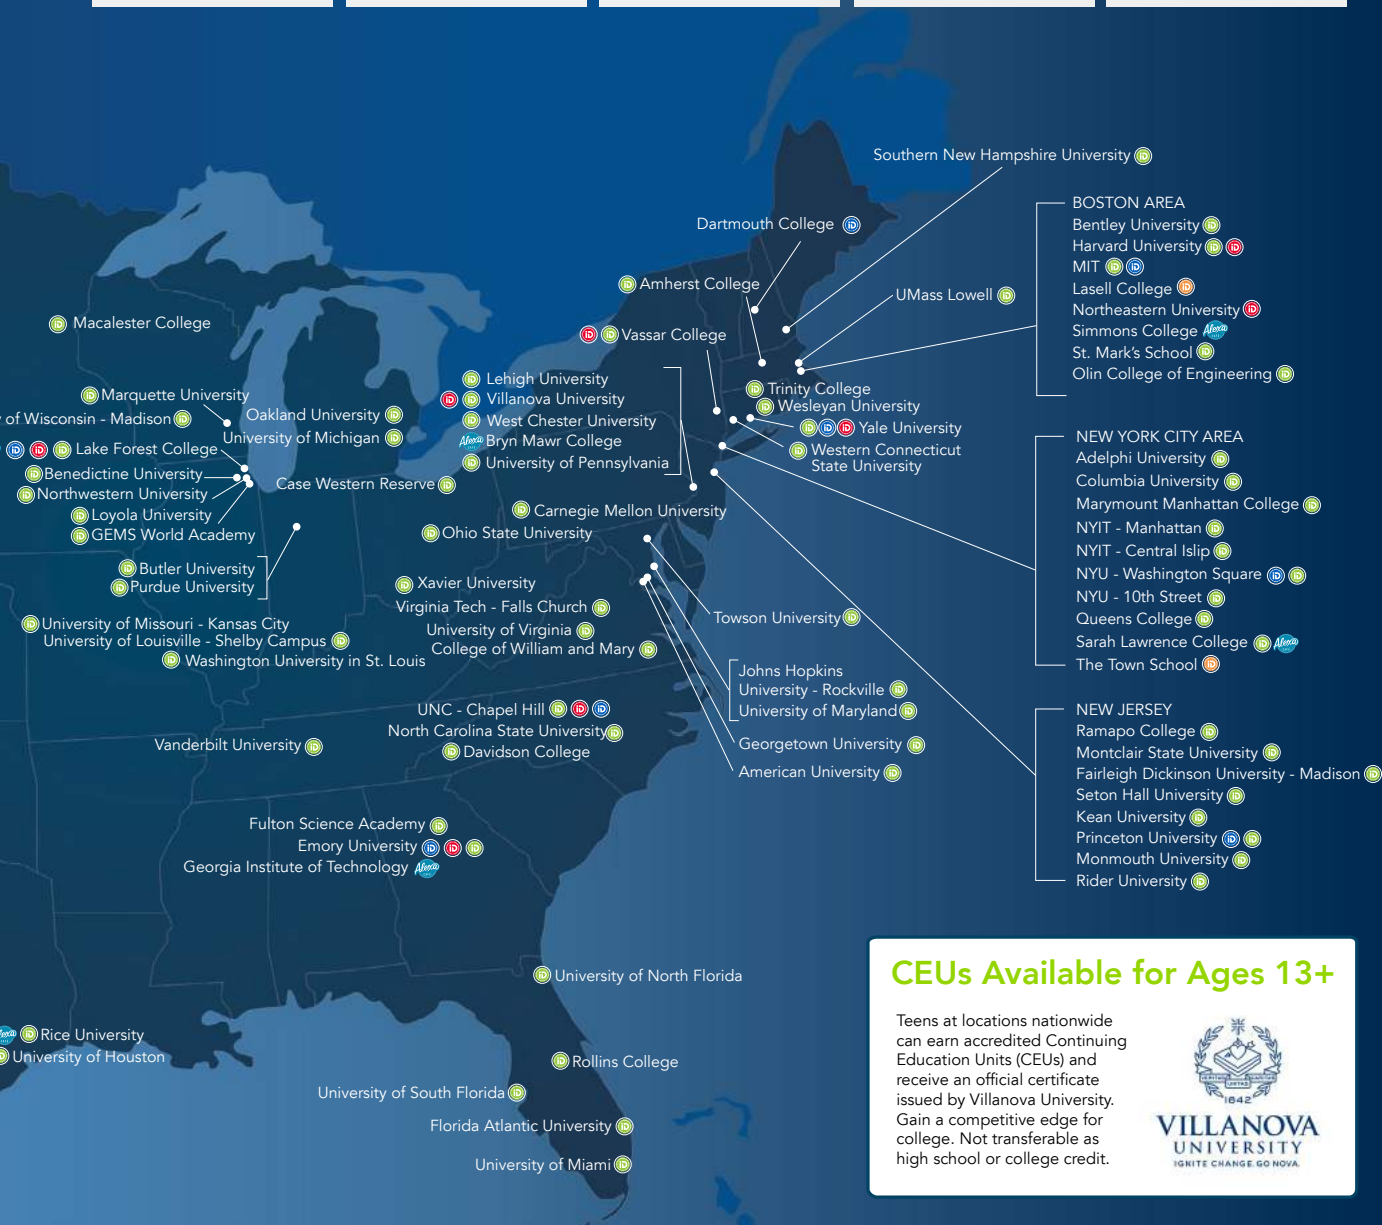 Southern New Hampshire University
Dartmouth College
Amherst College
UMass Lowell
Vassar College
BOSTON AREA
Bentley University
Harvard University
MIT
Lasell College
Northeastern University
Simmons College
St. Mark's School
Olin College of Engineering
Macalester College
Marquette University
of Wisconsin - Madison
Oakland University
University of Michigan
Lake Forest College
Benedictine University
Northwestern University
Loyola University
GEMS World Academy
Case Western Reserve
Butler University
Purdue University
Lehigh University
Villanova University
West Chester University
Bryn Mawr College
University of Pennsylvania
Trinity College
Wesleyan University
Yale University
Western Connecticut
State University
Carnegie Mellon University
Ohio State University
NEW YORK CITY AREA
Adelphi University
Columbia University
Marymount Manhattan College
NYIT - Manhattan
NYIT - Central Islip
NYU - Washington Square
NYU - 10th Street
Queens College
Sarah Lawrence College
The Town School
Xavier University
Virginia Tech - Falls Church
University of Virginia
College of William and Mary
University of Missouri - Kansas City
University of Louisville - Shelby Campus
Washington University in St. Louis
Towson University
Johns Hopkins
University - Rockville
University of Maryland
Georgetown University
American University
UNC - Chapel Hill
North Carolina State University
Davidson College
Vanderbilt University
NEW JERSEY
Ramapo College
Montclair State University
Fairleigh Dickinson University - Madison
Seton Hall University
Kean University
Princeton University
Monmouth University
Rider University
Fulton Science Academy
Emory University
Georgia Institute of Technology
University of North Florida
Rice University
University of Houston
Rollins College
University of South Florida
Florida Atlantic University
University of Miami
CEUs Available for Ages 13+
Teens at locations nationwide
can earn accredited Continuing
Education Units (CEUs) and
receive an official certificate
issued by Villanova University.
Gain a competitive edge for
college. Not transferable as
high school or college credit.
1842
VILLANOVA
UNIVERSITY
IGNITE CHANGE. GO NOVA.